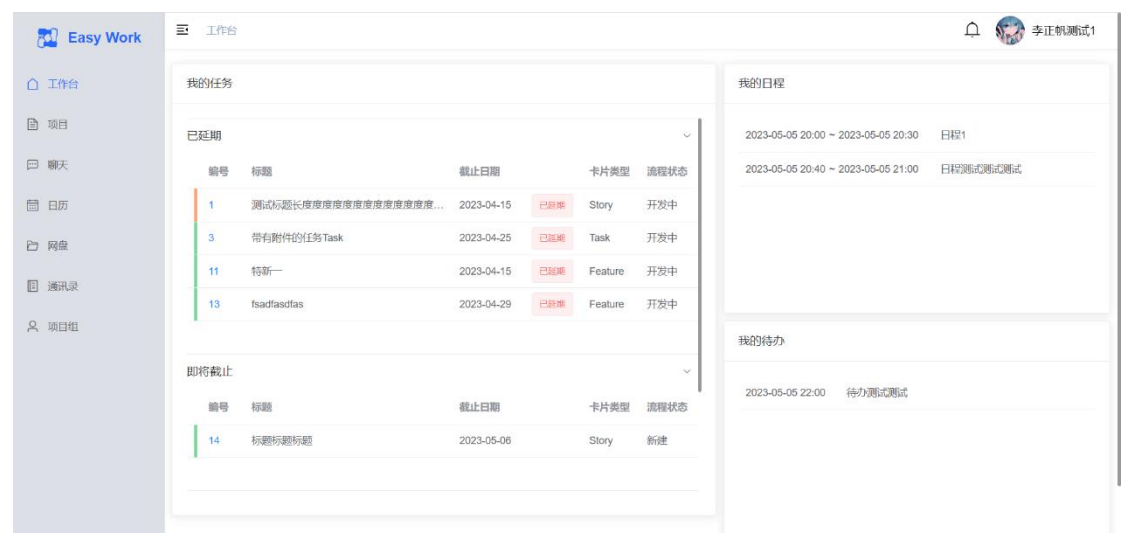 Easy Work
工作台
李正帆测试1
工作台
项目
聊天
日历
网盘
通讯录
项目组
我的任务
已延期
编号 标题 截止日期 卡片类型 流程状态
1 测试标题长度度度度度度度度度度度度度... 2023-04-15 已延期 Story 开发中
3 带有附件的任务Task 2023-04-25 已延期 Task 开发中
11 特新一 2023-04-15 已延期 Feature 开发中
13 fsadfasdfas 2023-04-29 已延期 Feature 开发中
即将截止
编号 标题 截止日期 卡片类型 流程状态
14 标题标题标题 2023-05-06 Story 新建
我的日程
2023-05-05 20:00 ~ 2023-05-05 20:30 日程1
2023-05-05 20:40 ~ 2023-05-05 21:00 日程测试测试测试
我的待办
2023-05-05 22:00 待办测试测试